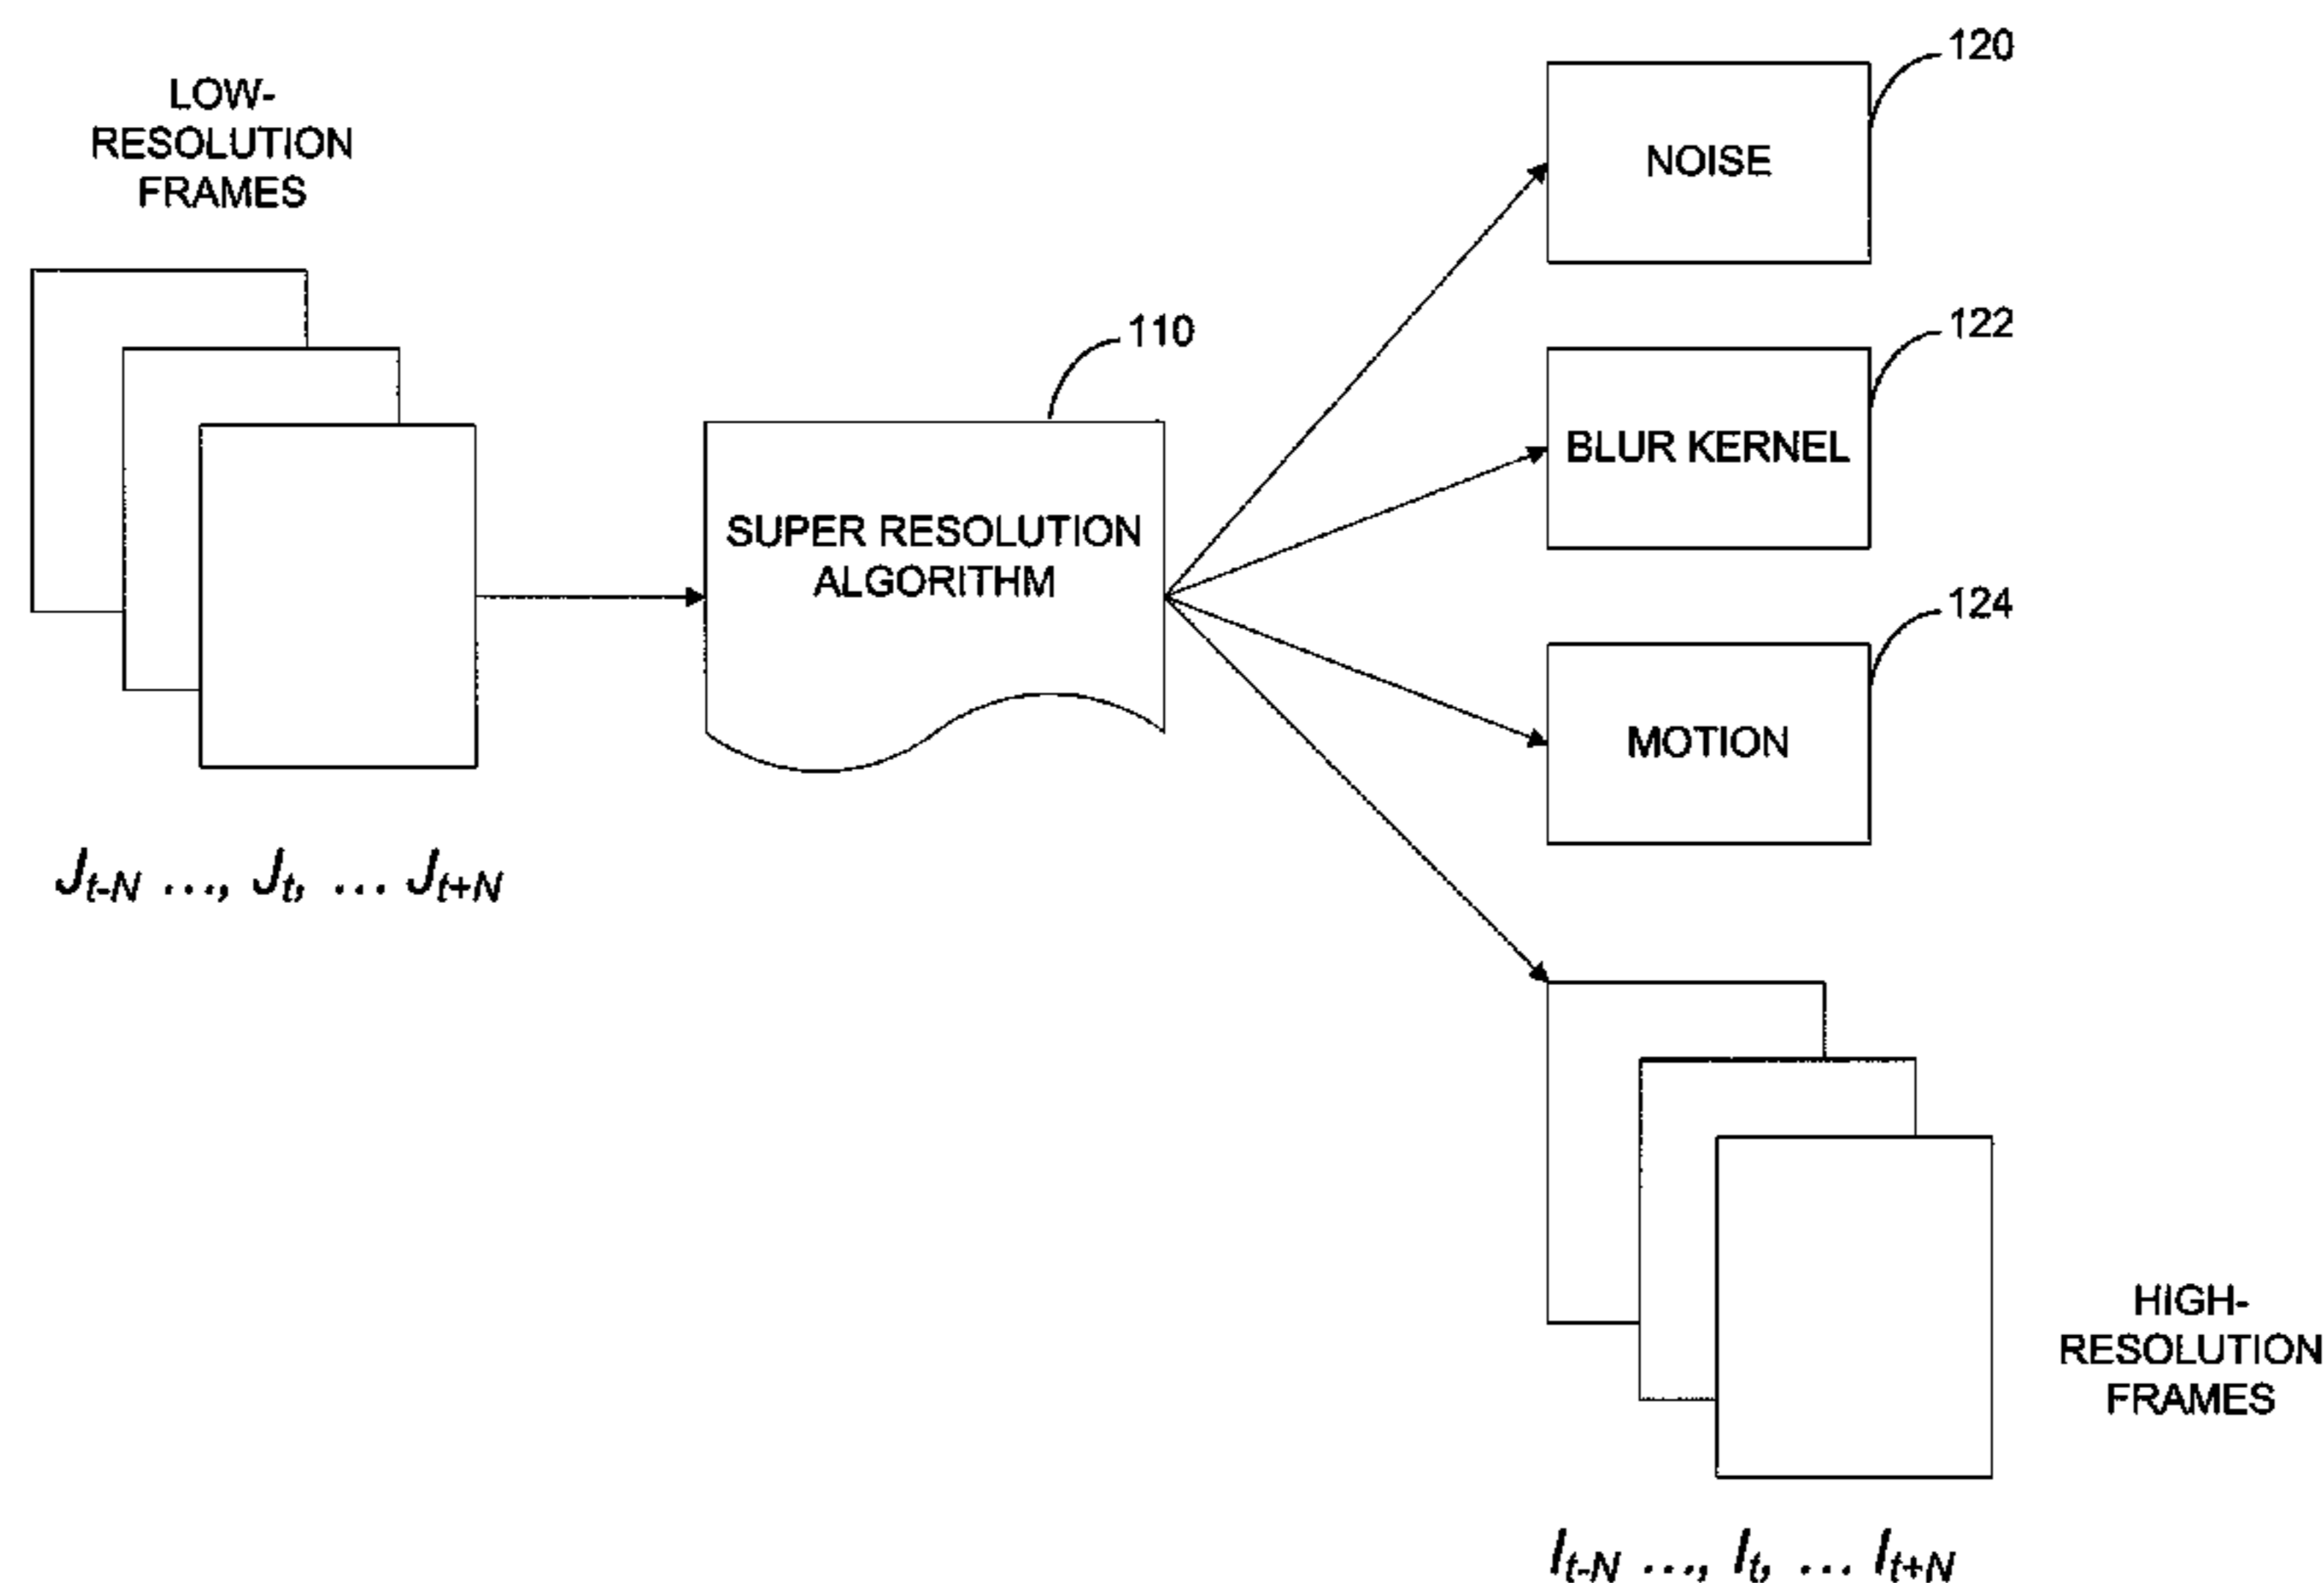 LOW-
RESOLUTION
FRAMES
J_{t-N} ..., J_t, ... J_{t+N}
110
SUPER RESOLUTION
ALGORITHM
120
NOISE
122
BLUR KERNEL
124
MOTION
HIGH-
RESOLUTION
FRAMES
I_{t-N} ..., I_t, ... I_{t+N}